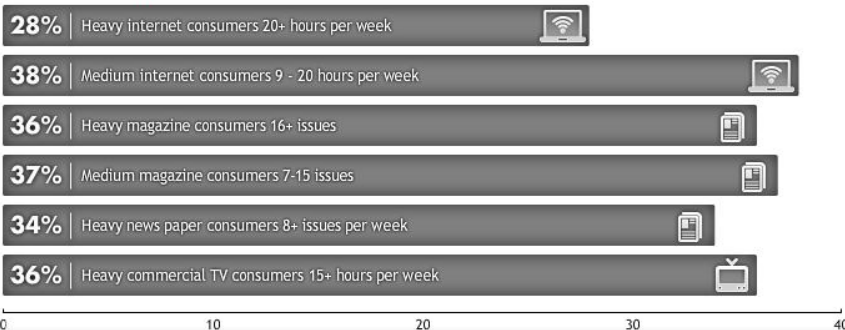 28% Heavy internet consumers 20+ hours per week
38% Medium internet consumers 9 - 20 hours per week
36% Heavy magazine consumers 16+ issues
37% Medium magazine consumers 7-15 issues
34% Heavy news paper consumers 8+ issues per week
36% Heavy commercial TV consumers 15+ hours per week
0 10 20 30 40